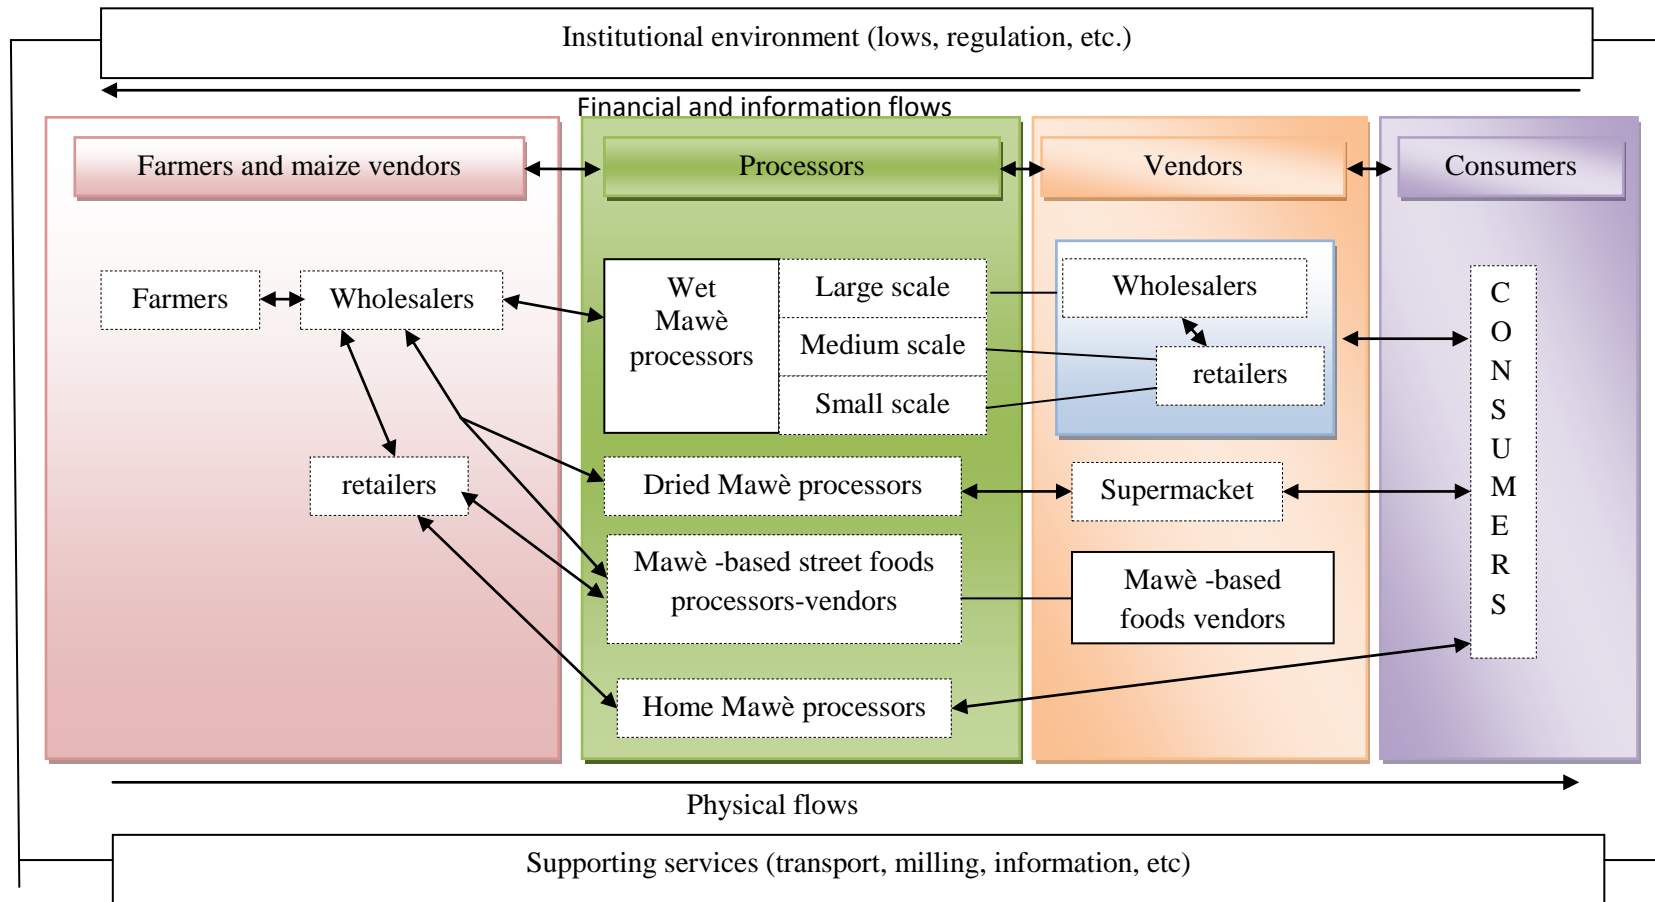 Institutional environment (lows, regulation, etc.)
Financial and information flows
Farmers and maize vendors
Processors
Vendors
Consumers
Farmers
Wholesalers
retailers
Wet
Mawè
processors
Large scale
Medium scale
Small scale
Dried Mawè processors
Mawè -based street foods
processors-vendors
Home Mawè processors
Wholesalers
retailers
Supermacket
Mawè -based
foods vendors
C
O
N
S
U
M
E
R
S
Physical flows
Supporting services (transport, milling, information, etc)